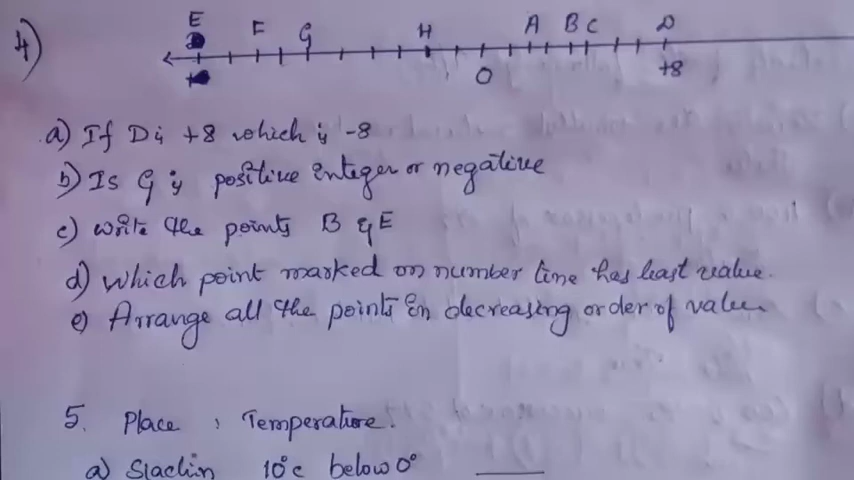 4)
E F G H A B C D
O +8
a) If D is +8 which is -8
b) Is G is positive integer or negative
c) write the points B & E
d) which point marked on number line has least value.
e) Arrange all the points in decreasing order of value
5. Place , Temperature.
a) Siachin 10°c below 0°